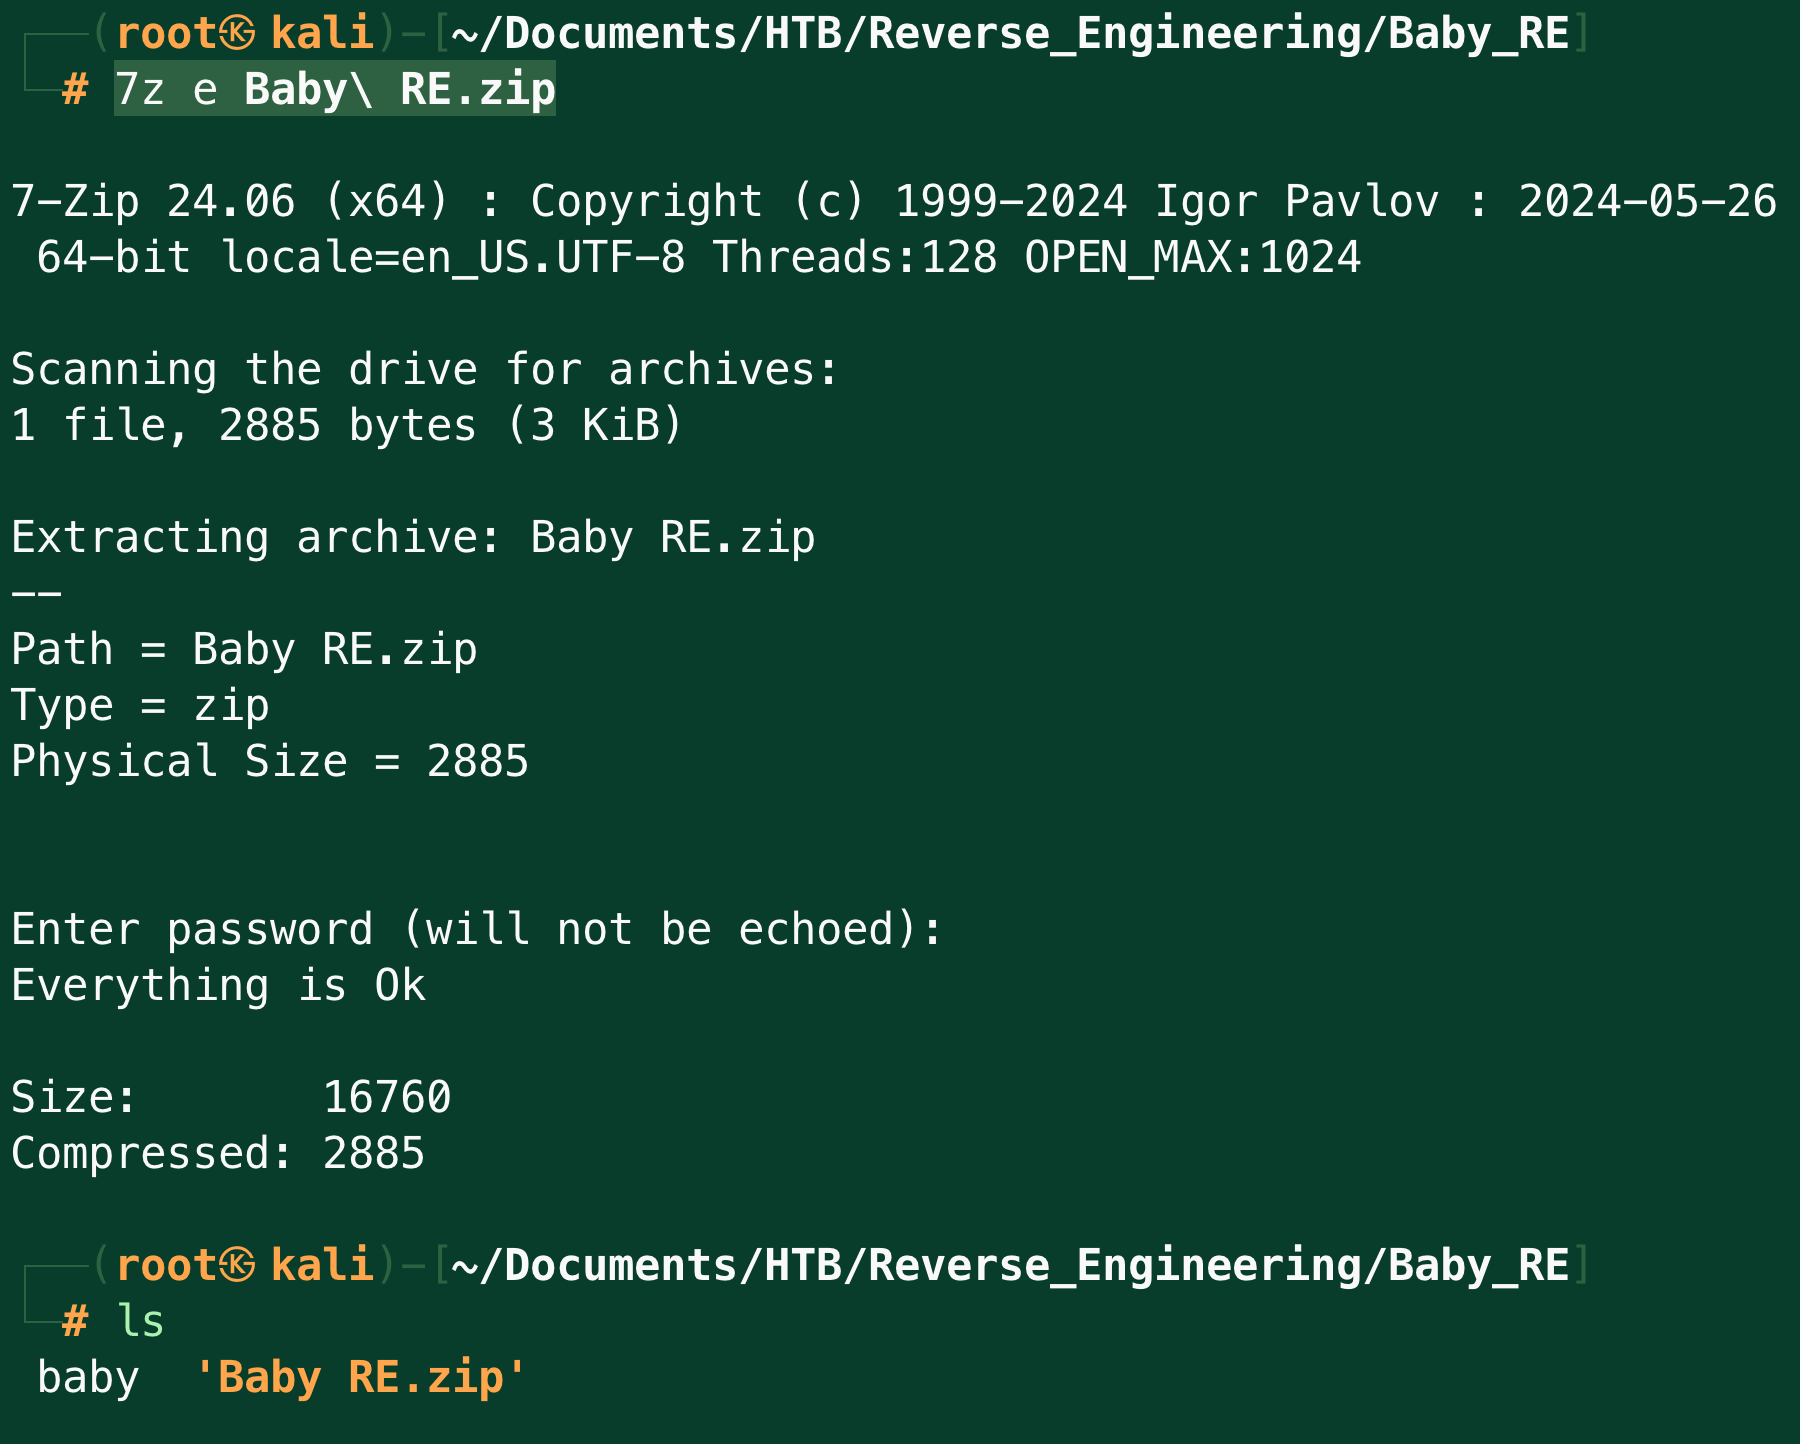 ┌──(root㉿kali)-[~/Documents/HTB/Reverse_Engineering/Baby_RE]
└─# 7z e Baby\ RE.zip
7-Zip 24.06 (x64) : Copyright (c) 1999-2024 Igor Pavlov : 2024-05-26
64-bit locale=en_US.UTF-8 Threads:128 OPEN_MAX:1024
Scanning the drive for archives:
1 file, 2885 bytes (3 KiB)
Extracting archive: Baby RE.zip
--
Path = Baby RE.zip
Type = zip
Physical Size = 2885
Enter password (will not be echoed):
Everything is Ok
Size:       16760
Compressed: 2885
┌──(root㉿kali)-[~/Documents/HTB/Reverse_Engineering/Baby_RE]
└─# ls
baby  'Baby RE.zip'